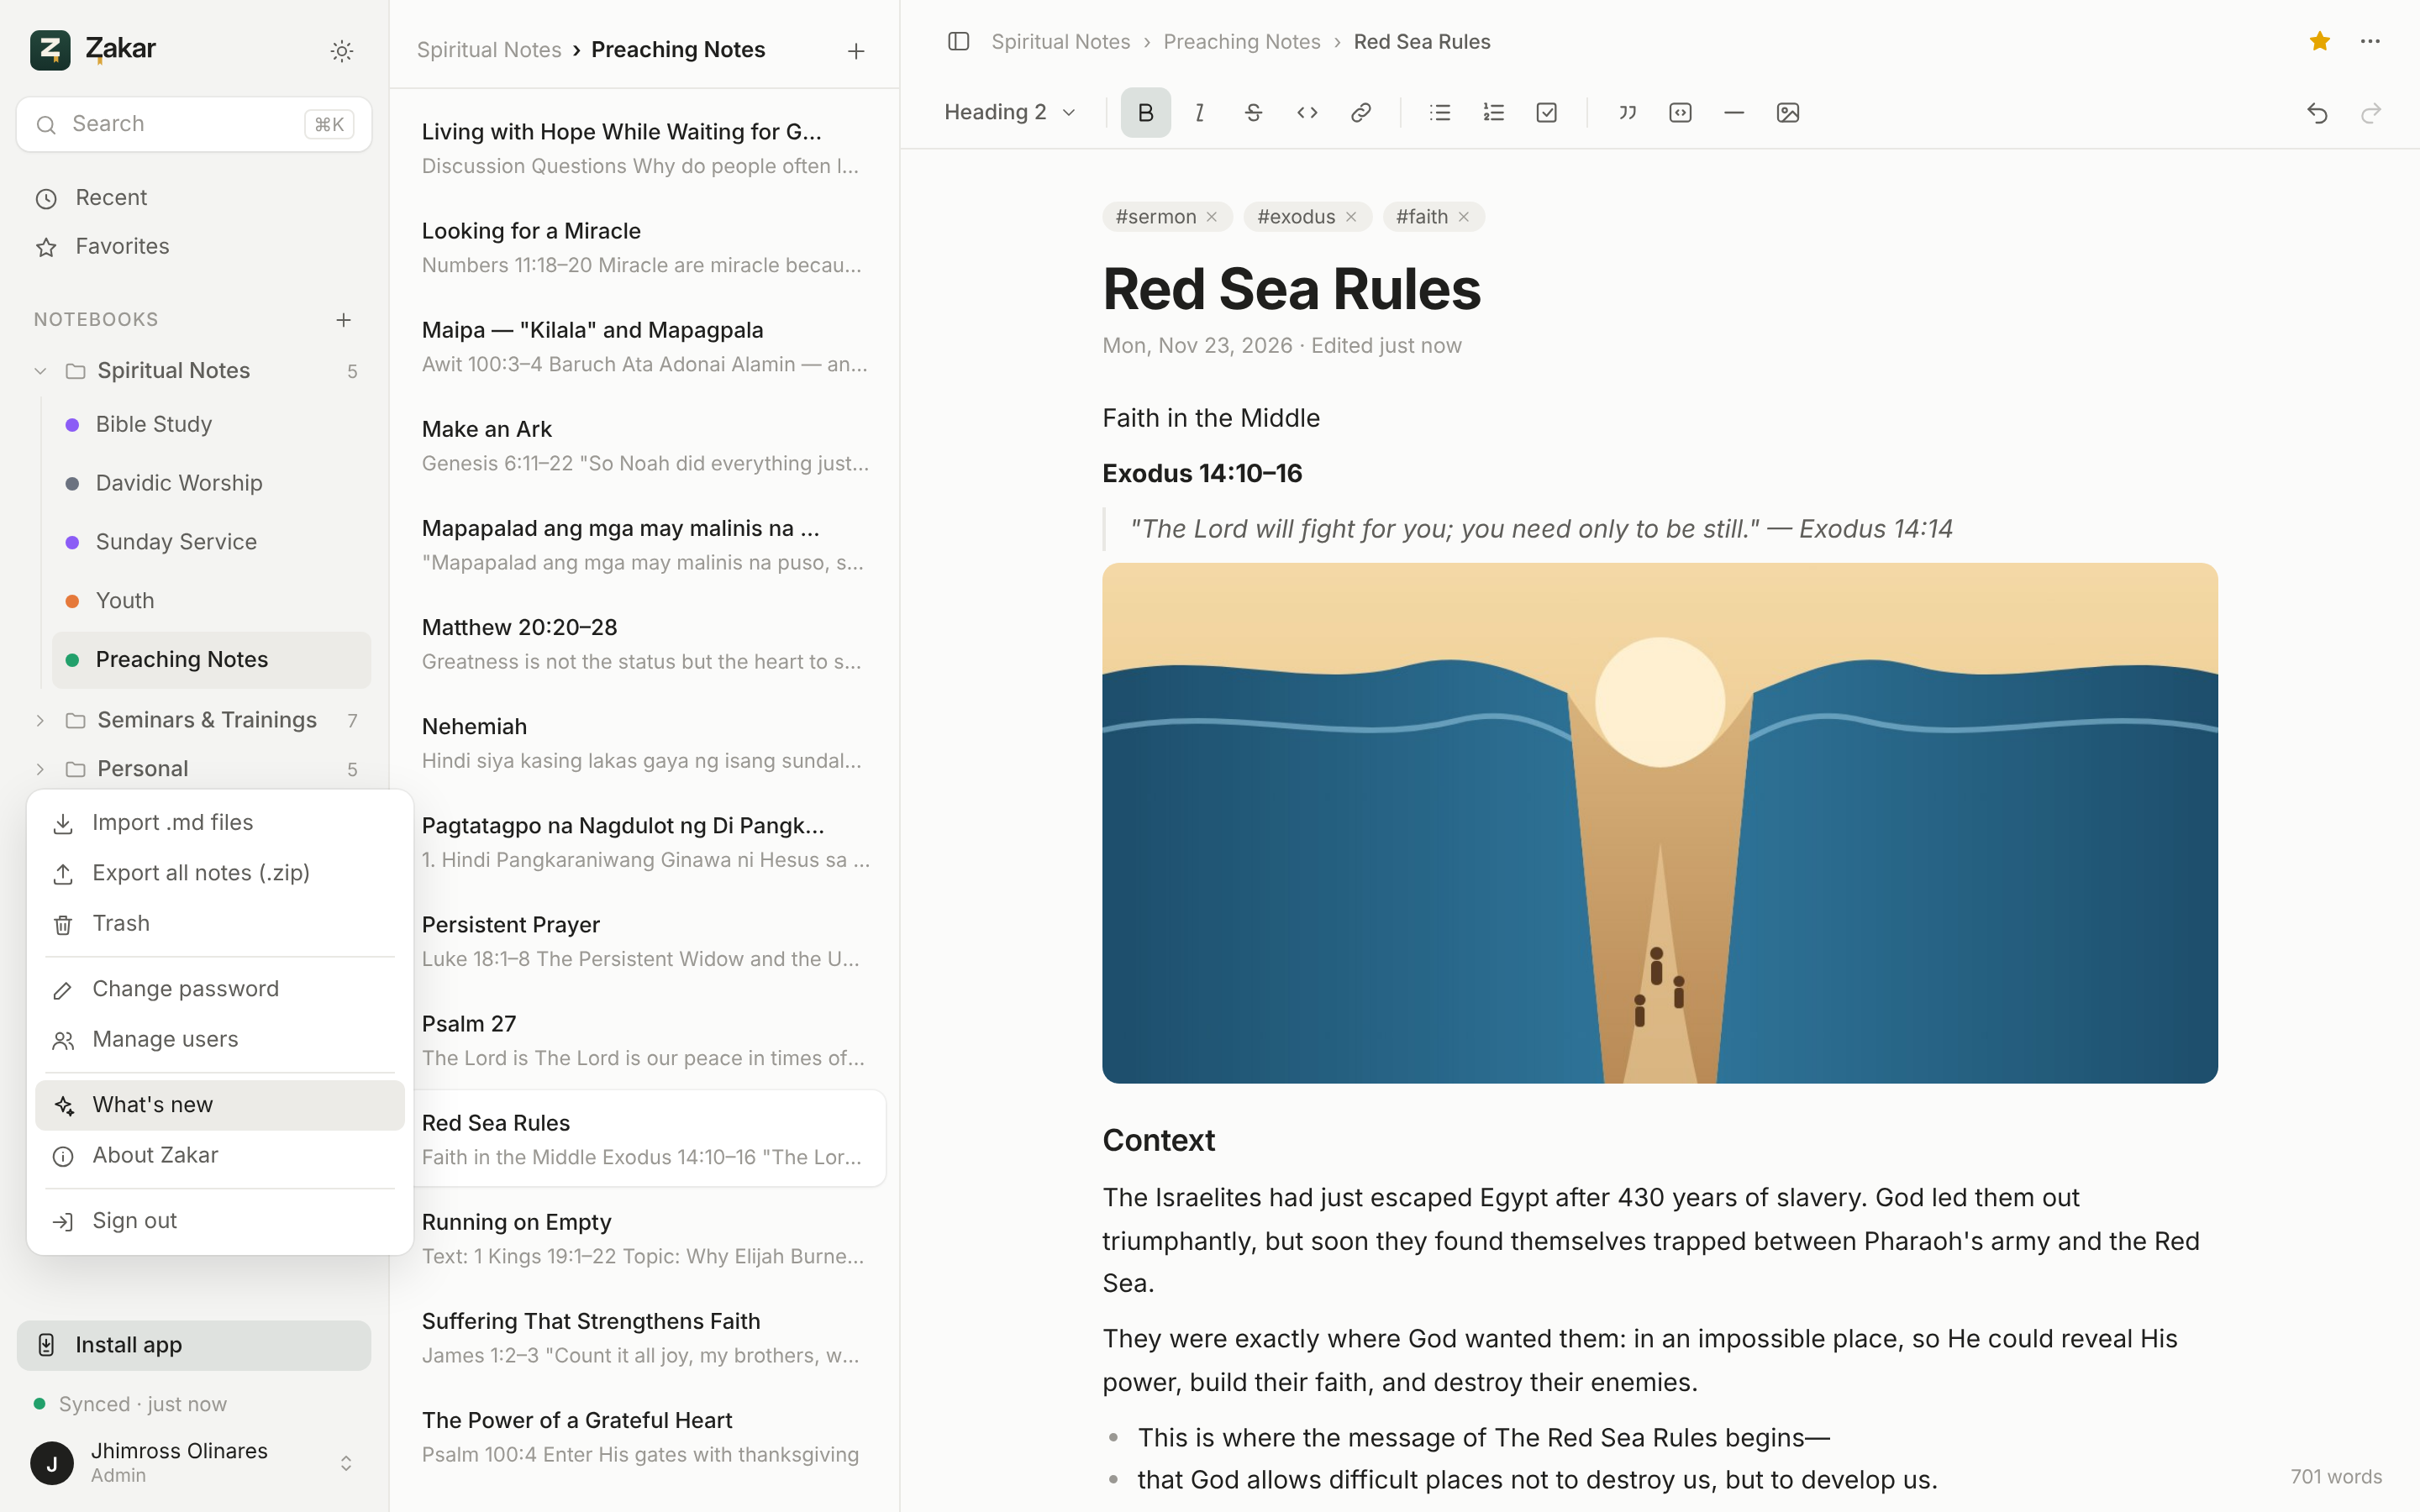 Zakar
Search
⌘K
Recent
Favorites
NOTEBOOKS
Spiritual Notes 5
Bible Study
Davidic Worship
Sunday Service
Youth
Preaching Notes
Seminars & Trainings 7
Personal 5
Import .md files
Export all notes (.zip)
Trash
Change password
Manage users
What's new
About Zakar
Sign out
Install app
Synced · just now
J
Jhimross Olinares
Admin
Spiritual Notes › Preaching Notes
Living with Hope While Waiting for G...
Discussion Questions Why do people often l...
Looking for a Miracle
Numbers 11:18–20 Miracle are miracle becau...
Maipa — "Kilala" and Mapagpala
Awit 100:3–4 Baruch Ata Adonai Alamin — an...
Make an Ark
Genesis 6:11–22 "So Noah did everything just...
Mapapalad ang mga may malinis na ...
"Mapapalad ang mga may malinis na puso, s...
Matthew 20:20–28
Greatness is not the status but the heart to s...
Nehemiah
Hindi siya kasing lakas gaya ng isang sundal...
Pagtatagpo na Nagdulot ng Di Pangk...
1. Hindi Pangkaraniwang Ginawa ni Hesus sa ...
Persistent Prayer
Luke 18:1–8 The Persistent Widow and the U...
Psalm 27
The Lord is The Lord is our peace in times of...
Red Sea Rules
Faith in the Middle Exodus 14:10–16 "The Lor...
Running on Empty
Text: 1 Kings 19:1–22 Topic: Why Elijah Burne...
Suffering That Strengthens Faith
James 1:2–3 "Count it all joy, my brothers, w...
The Power of a Grateful Heart
Psalm 100:4 Enter His gates with thanksgiving
Spiritual Notes › Preaching Notes › Red Sea Rules
Heading 2
#sermon #exodus #faith
Red Sea Rules
Mon, Nov 23, 2026 · Edited just now
Faith in the Middle
Exodus 14:10–16
"The Lord will fight for you; you need only to be still." — Exodus 14:14
Context
The Israelites had just escaped Egypt after 430 years of slavery. God led them out
triumphantly, but soon they found themselves trapped between Pharaoh's army and the Red
Sea.
They were exactly where God wanted them: in an impossible place, so He could reveal His
power, build their faith, and destroy their enemies.
• This is where the message of The Red Sea Rules begins—
• that God allows difficult places not to destroy us, but to develop us.
701 words